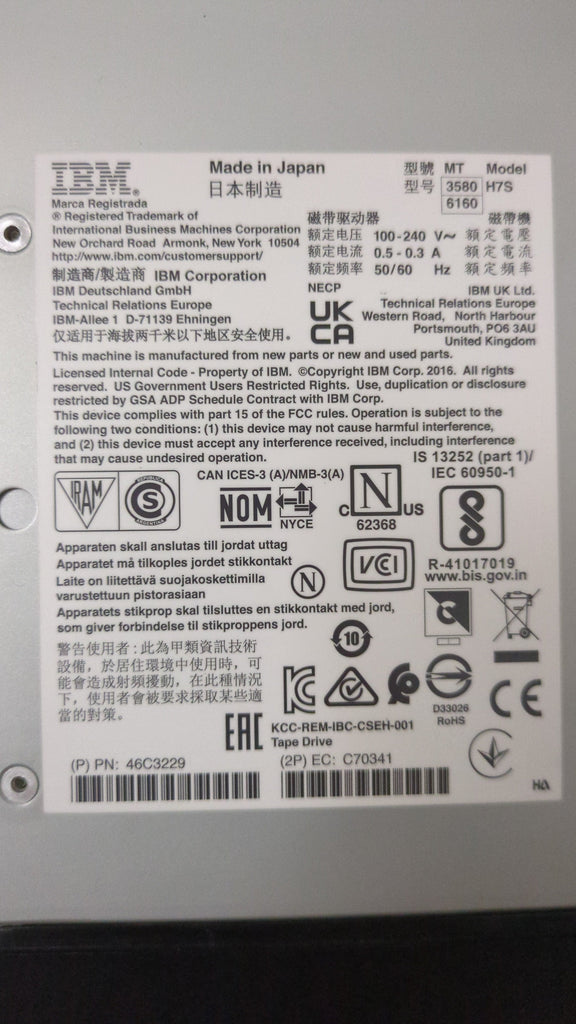 IBM®
Made in Japan
日本制造
型號 MT Model
型号 3580 H7S
6160
Marca Registrada
® Registered Trademark of
International Business Machines Corporation
New Orchard Road Armonk, New York 10504
http://www.ibm.com/customersupport/
磁带驱动器 磁帶機
额定电压 100-240 V~ 額定電壓
额定电流 0.5 - 0.3 A 額定電流
额定频率 50/60 Hz 額定頻率
制造商/製造商 IBM Corporation
IBM Deutschland GmbH
Technical Relations Europe
IBM-Allee 1 D-71139 Ehningen
仅适用于海拔两千米以下地区安全使用。
NECP
UK
CA
IBM UK Ltd.
Technical Relations Europe
Western Road, North Harbour
Portsmouth, PO6 3AU
United Kingdom
This machine is manufactured from new parts or new and used parts.
Licensed Internal Code - Property of IBM. ©Copyright IBM Corp. 2016. All rights
reserved. US Government Users Restricted Rights. Use, duplication or disclosure
restricted by GSA ADP Schedule Contract with IBM Corp.
This device complies with part 15 of the FCC rules. Operation is subject to the
following two conditions: (1) this device may not cause harmful interference,
and (2) this device must accept any interference received, including interference
that may cause undesired operation.
IS 13252 (part 1)/
IEC 60950-1
IRAM
REPUBLICA
S
ARGENTINA
CAN ICES-3 (A)/NMB-3(A)
NOM
NYCE
C N US
62368
Apparaten skall anslutas till jordat uttag
Apparatet må tilkoples jordet stikkontakt
Laite on liitettävä suojakoskettimilla
varustettuun pistorasiaan
Apparatets stikprop skal tilsluttes en stikkontakt med jord,
som giver forbindelse til stikproppens jord.
N
VCI
R-41017019
www.bis.gov.in
警告使用者 : 此為甲類資訊技術
設備，於居住環境中使用時，可
能會造成射頻擾動，在此種情況
下，使用者會被要求採取某些適
當的對策。
10
D33026
RoHS
CE
EAC
KCC-REM-IBC-CSEH-001
Tape Drive
(P) PN: 46C3229
(2P) EC: C70341